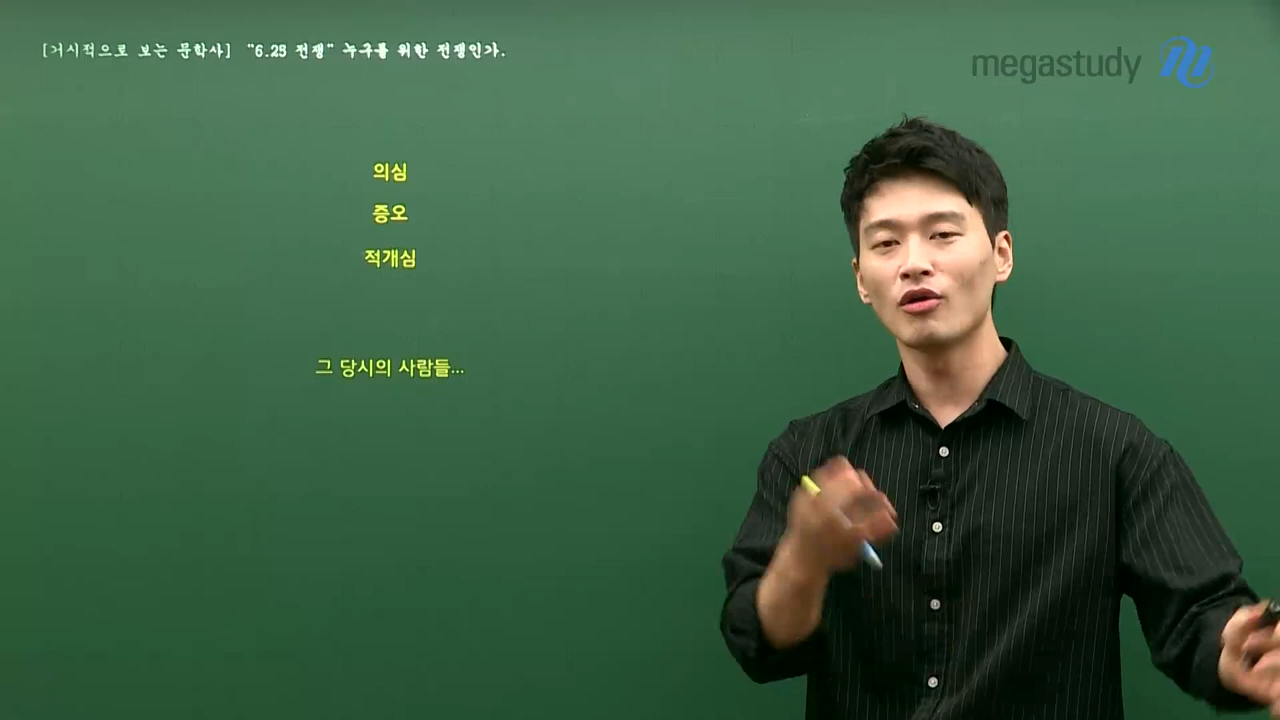 [거시적으로 보는 문학사] "6.25 전쟁" 누구를 위한 전쟁인가.
megastudy
의심
증오
적개심
그 당시의 사람들...